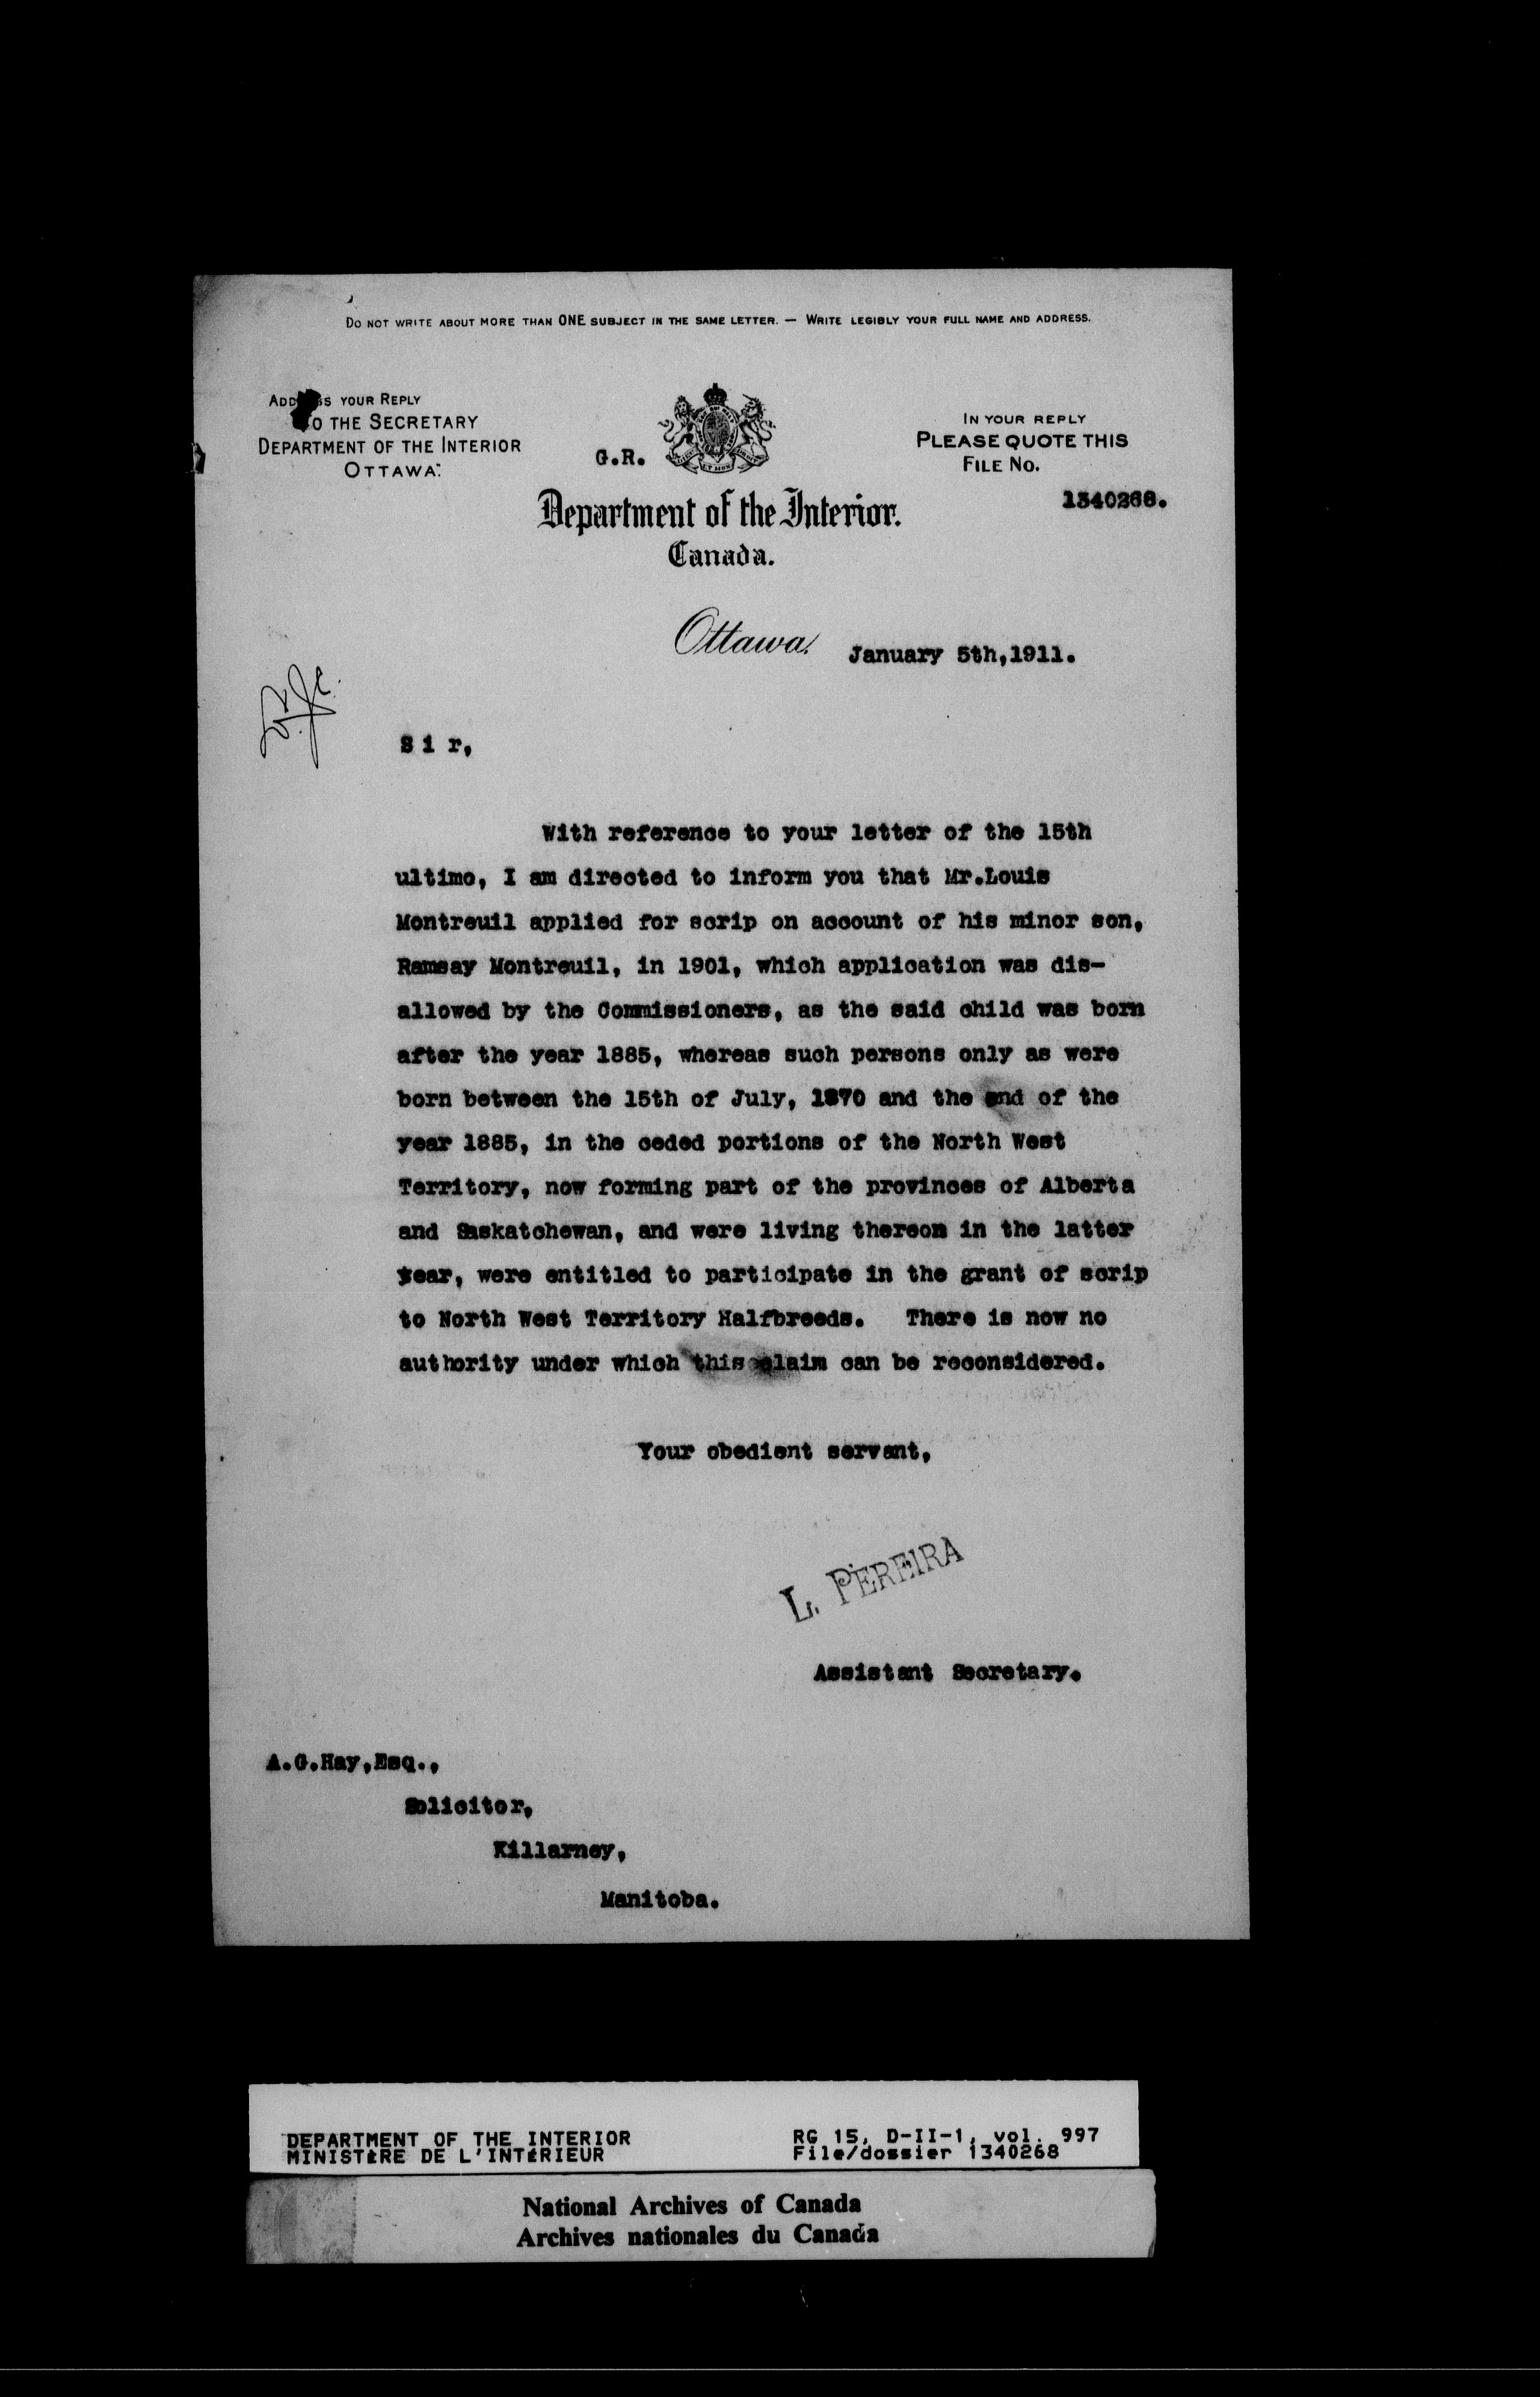 DO NOT WRITE ABOUT MORE THAN ONE SUBJECT IN THE SAME LETTER. — WRITE LEGIBLY YOUR FULL NAME AND ADDRESS.
ADDRESS YOUR REPLY
TO THE SECRETARY
DEPARTMENT OF THE INTERIOR
OTTAWA.
G.R.
IN YOUR REPLY
PLEASE QUOTE THIS
FILE NO.
1340268.
Department of the Interior.
Canada.
Ottawa, January 5th,1911.
S i r,
With reference to your letter of the 15th
ultimo, I am directed to inform you that Mr.Louis
Montreuil applied for scrip on account of his minor son,
Ramsay Montreuil, in 1901, which application was dis-
allowed by the Commissioners, as the said child was born
after the year 1885, whereas such persons only as were
born between the 15th of July, 1870 and the end of the
year 1885, in the ceded portions of the North West
Territory, now forming part of the provinces of Alberta
and Saskatchewan, and were living thereon in the latter
year, were entitled to participate in the grant of scrip
to North West Territory Halfbreeds. There is now no
authority under which this claim can be reconsidered.
Your obedient servant,
L. PEREIRA
Assistant Secretary.
A.G.Hay,Esq.,
Solicitor,
Killarney,
Manitoba.
DEPARTMENT OF THE INTERIOR
MINISTÈRE DE L'INTÉRIEUR
RG 15, D-II-1, vol. 997
File/dossier 1340268
National Archives of Canada
Archives nationales du Canada